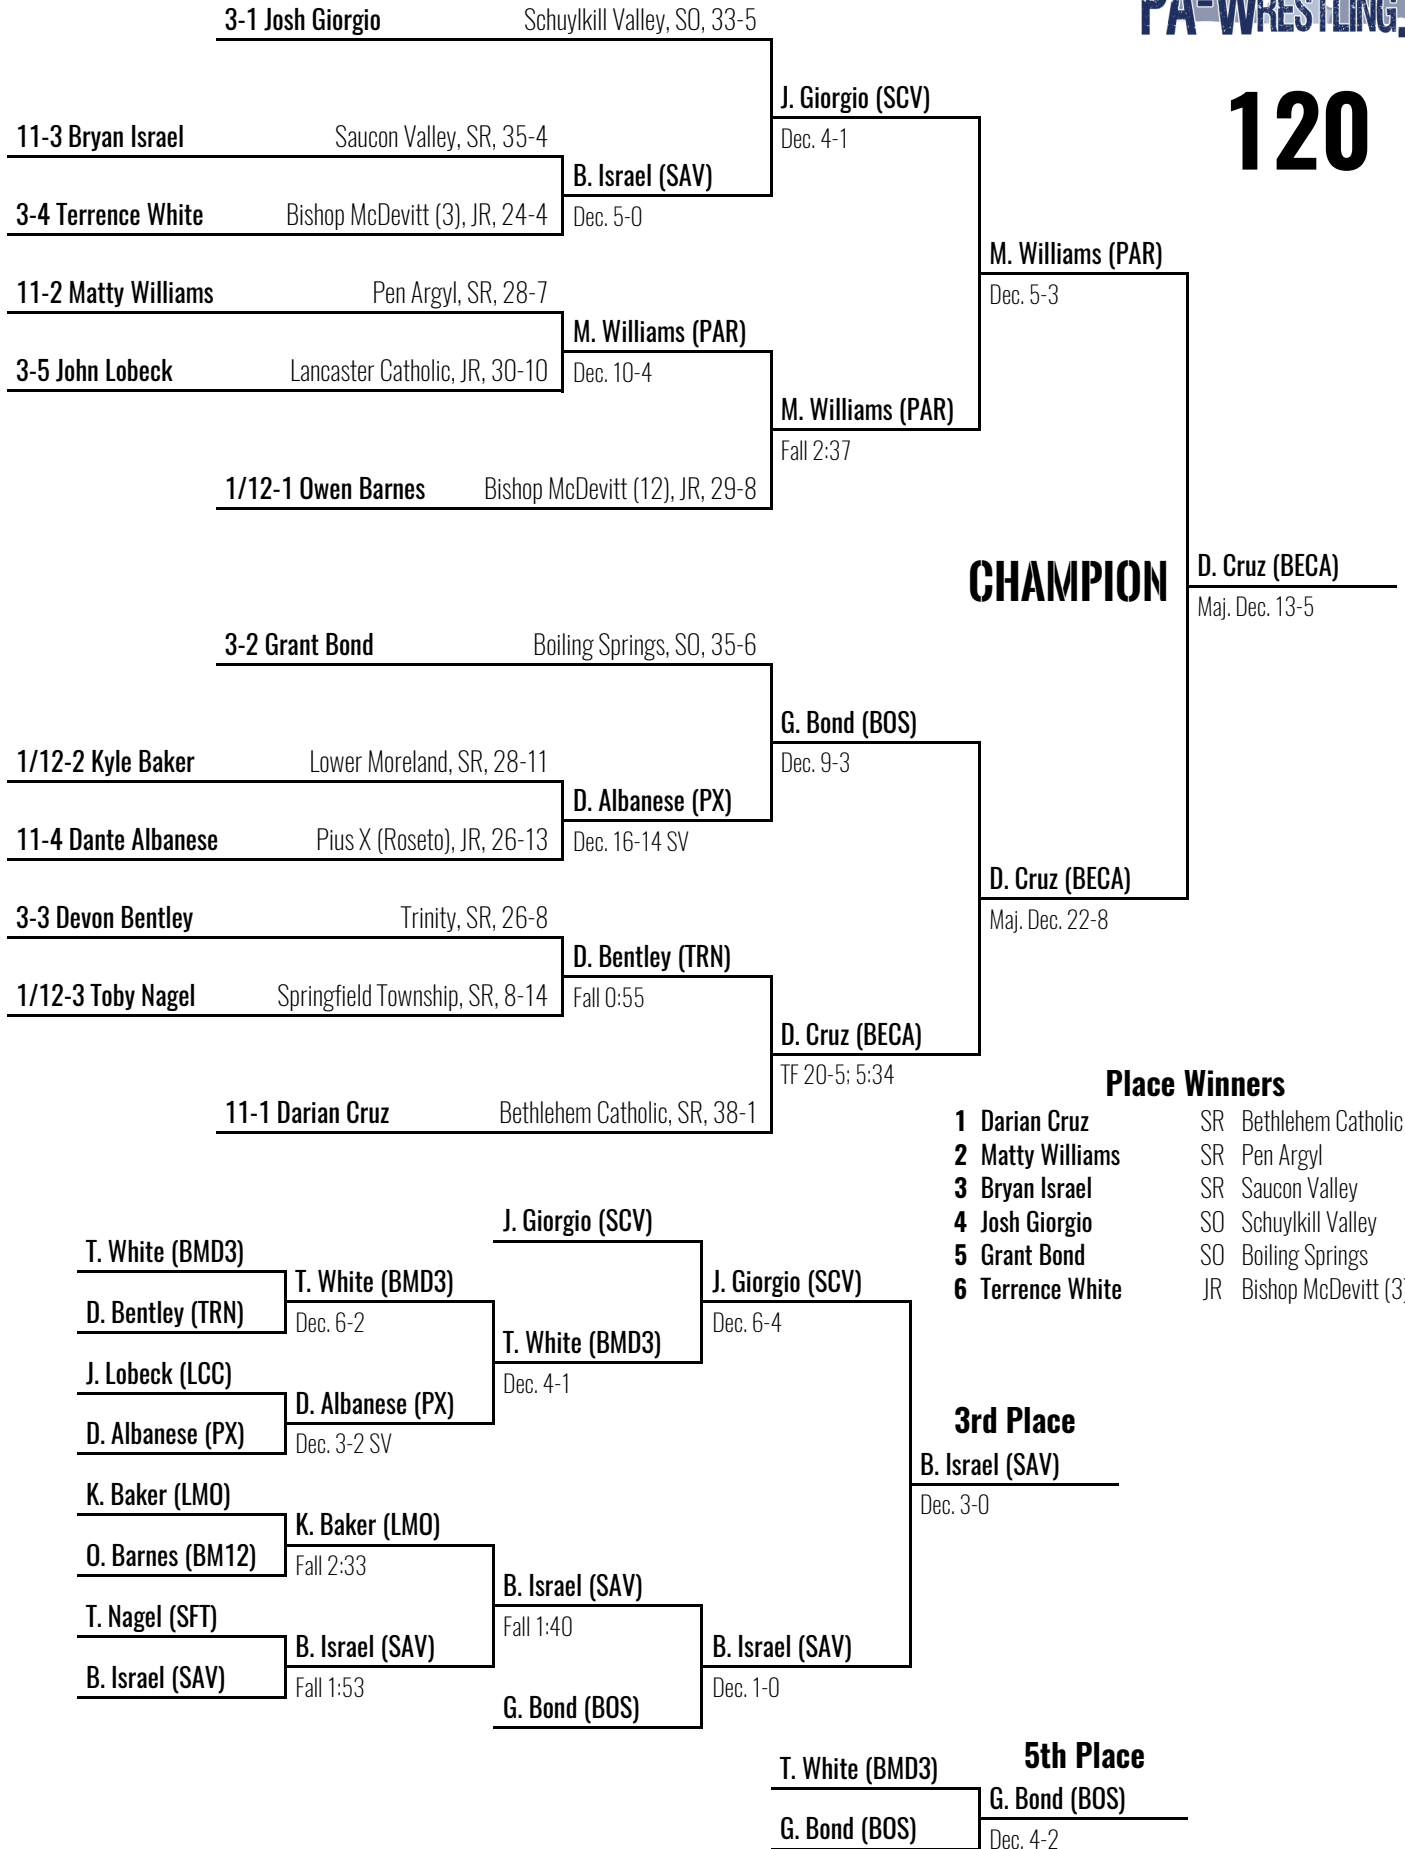 PA-WRESTLING.
120
3-1 Josh Giorgio Schuylkill Valley, SO, 33-5
J. Giorgio (SCV)
Dec. 4-1
11-3 Bryan Israel Saucon Valley, SR, 35-4
B. Israel (SAV)
Dec. 5-0
3-4 Terrence White Bishop McDevitt (3), JR, 24-4
M. Williams (PAR)
Dec. 5-3
11-2 Matty Williams Pen Argyl, SR, 28-7
M. Williams (PAR)
Dec. 10-4
3-5 John Lobeck Lancaster Catholic, JR, 30-10
M. Williams (PAR)
Fall 2:37
1/12-1 Owen Barnes Bishop McDevitt (12), JR, 29-8
CHAMPION
D. Cruz (BECA)
Maj. Dec. 13-5
3-2 Grant Bond Boiling Springs, SO, 35-6
G. Bond (BOS)
Dec. 9-3
1/12-2 Kyle Baker Lower Moreland, SR, 28-11
D. Albanese (PX)
Dec. 16-14 SV
11-4 Dante Albanese Pius X (Roseto), JR, 26-13
D. Cruz (BECA)
Maj. Dec. 22-8
3-3 Devon Bentley Trinity, SR, 26-8
D. Bentley (TRN)
Fall 0:55
1/12-3 Toby Nagel Springfield Township, SR, 8-14
D. Cruz (BECA)
TF 20-5; 5:34
11-1 Darian Cruz Bethlehem Catholic, SR, 38-1
Place Winners
1 Darian Cruz SR Bethlehem Catholic
2 Matty Williams SR Pen Argyl
3 Bryan Israel SR Saucon Valley
4 Josh Giorgio SO Schuylkill Valley
5 Grant Bond SO Boiling Springs
6 Terrence White JR Bishop McDevitt (3)
J. Giorgio (SCV)
T. White (BMD3)
T. White (BMD3)
Dec. 6-2
D. Bentley (TRN)
J. Giorgio (SCV)
Dec. 6-4
T. White (BMD3)
Dec. 4-1
J. Lobeck (LCC)
D. Albanese (PX)
Dec. 3-2 SV
D. Albanese (PX)
3rd Place
B. Israel (SAV)
Dec. 3-0
K. Baker (LMO)
K. Baker (LMO)
Fall 2:33
O. Barnes (BM12)
B. Israel (SAV)
Fall 1:40
T. Nagel (SFT)
B. Israel (SAV)
Fall 1:53
B. Israel (SAV)
B. Israel (SAV)
Dec. 1-0
G. Bond (BOS)
5th Place
T. White (BMD3)
G. Bond (BOS)
Dec. 4-2
G. Bond (BOS)